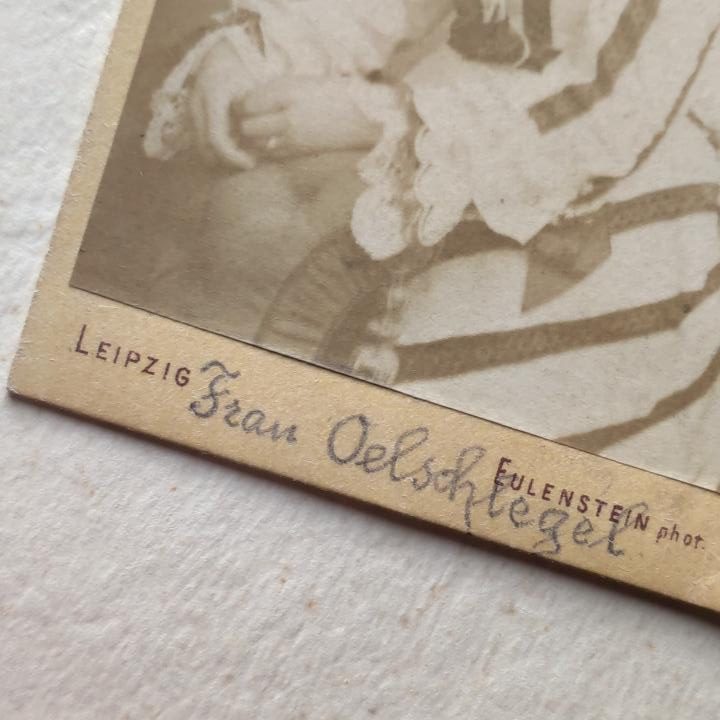 LEIPZIG
Frau Oelschlegel
EULENSTEIN phot.